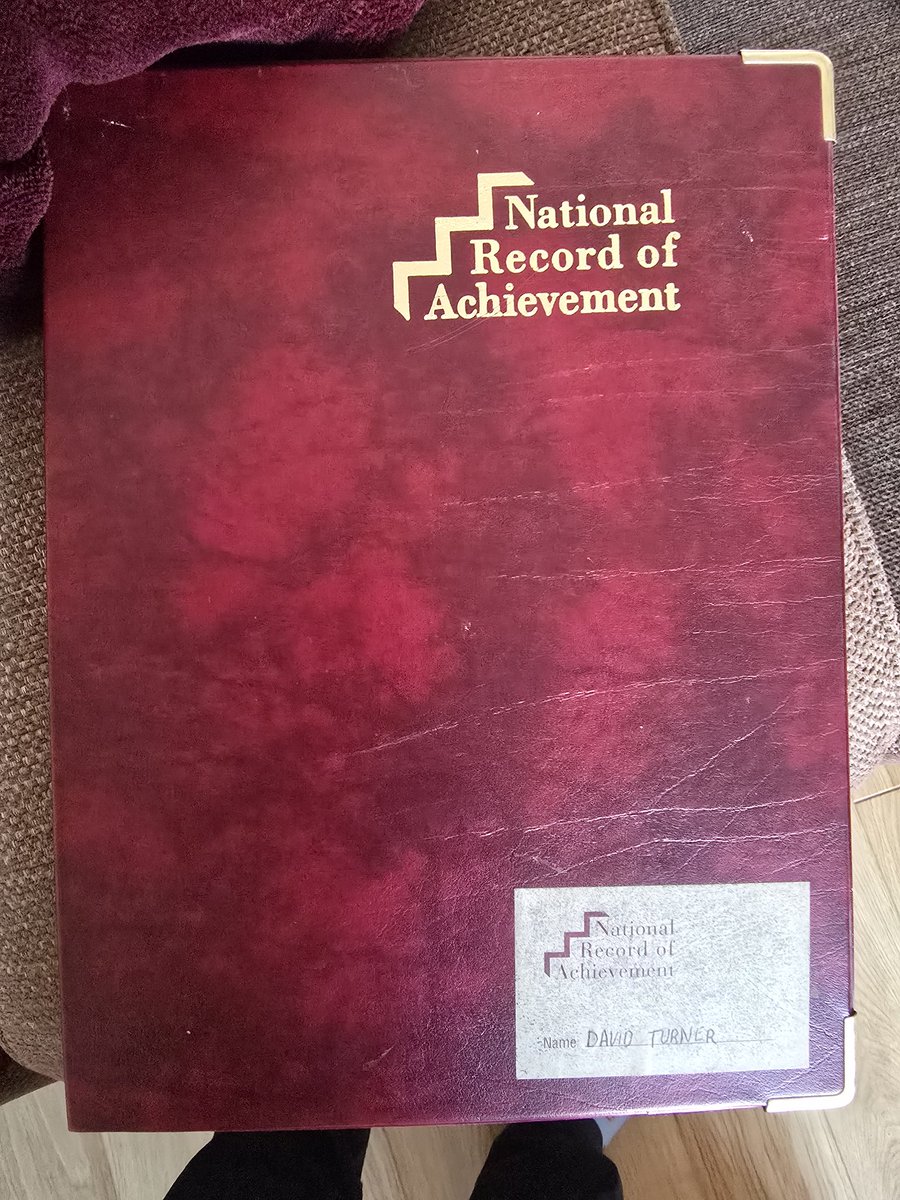 National
Record of
Achievement
National
Record of
Achievement
Name DAVID TURNER